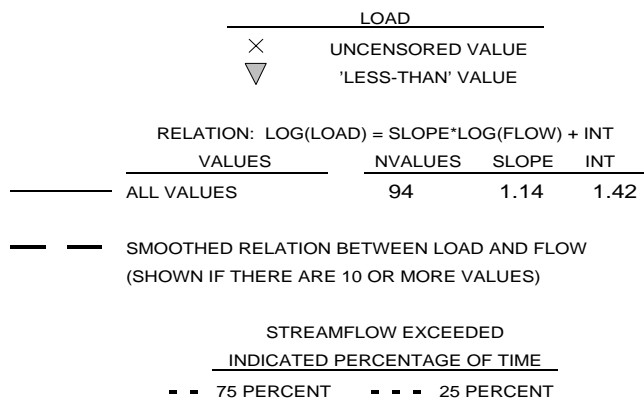 LOAD
UNCENSORED VALUE
'LESS-THAN' VALUE
RELATION: LOG(LOAD) = SLOPE*LOG(FLOW) + INT
VALUES NVALUES SLOPE INT
ALL VALUES 94 1.14 1.42
SMOOTHED RELATION BETWEEN LOAD AND FLOW
(SHOWN IF THERE ARE 10 OR MORE VALUES)
STREAMFLOW EXCEEDED
INDICATED PERCENTAGE OF TIME
75 PERCENT 25 PERCENT